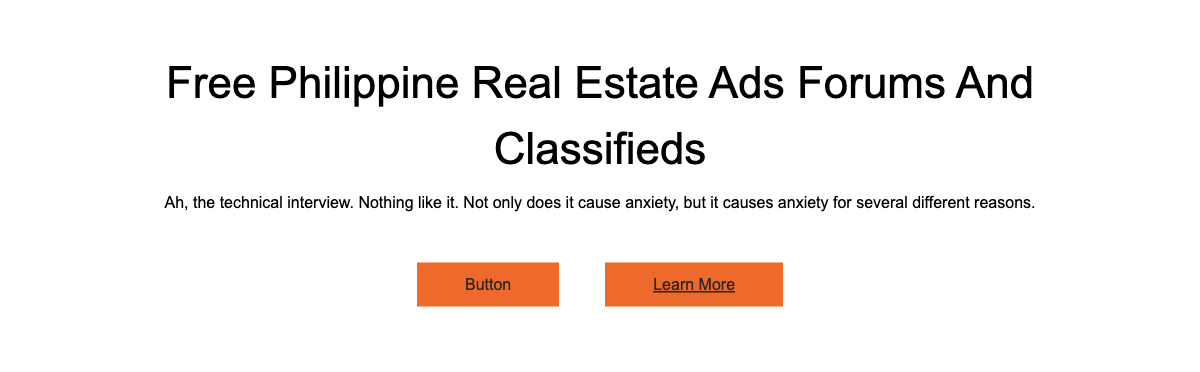 Free Philippine Real Estate Ads Forums And
Classifieds
Ah, the technical interview. Nothing like it. Not only does it cause anxiety, but it causes anxiety for several different reasons.
Button
Learn More